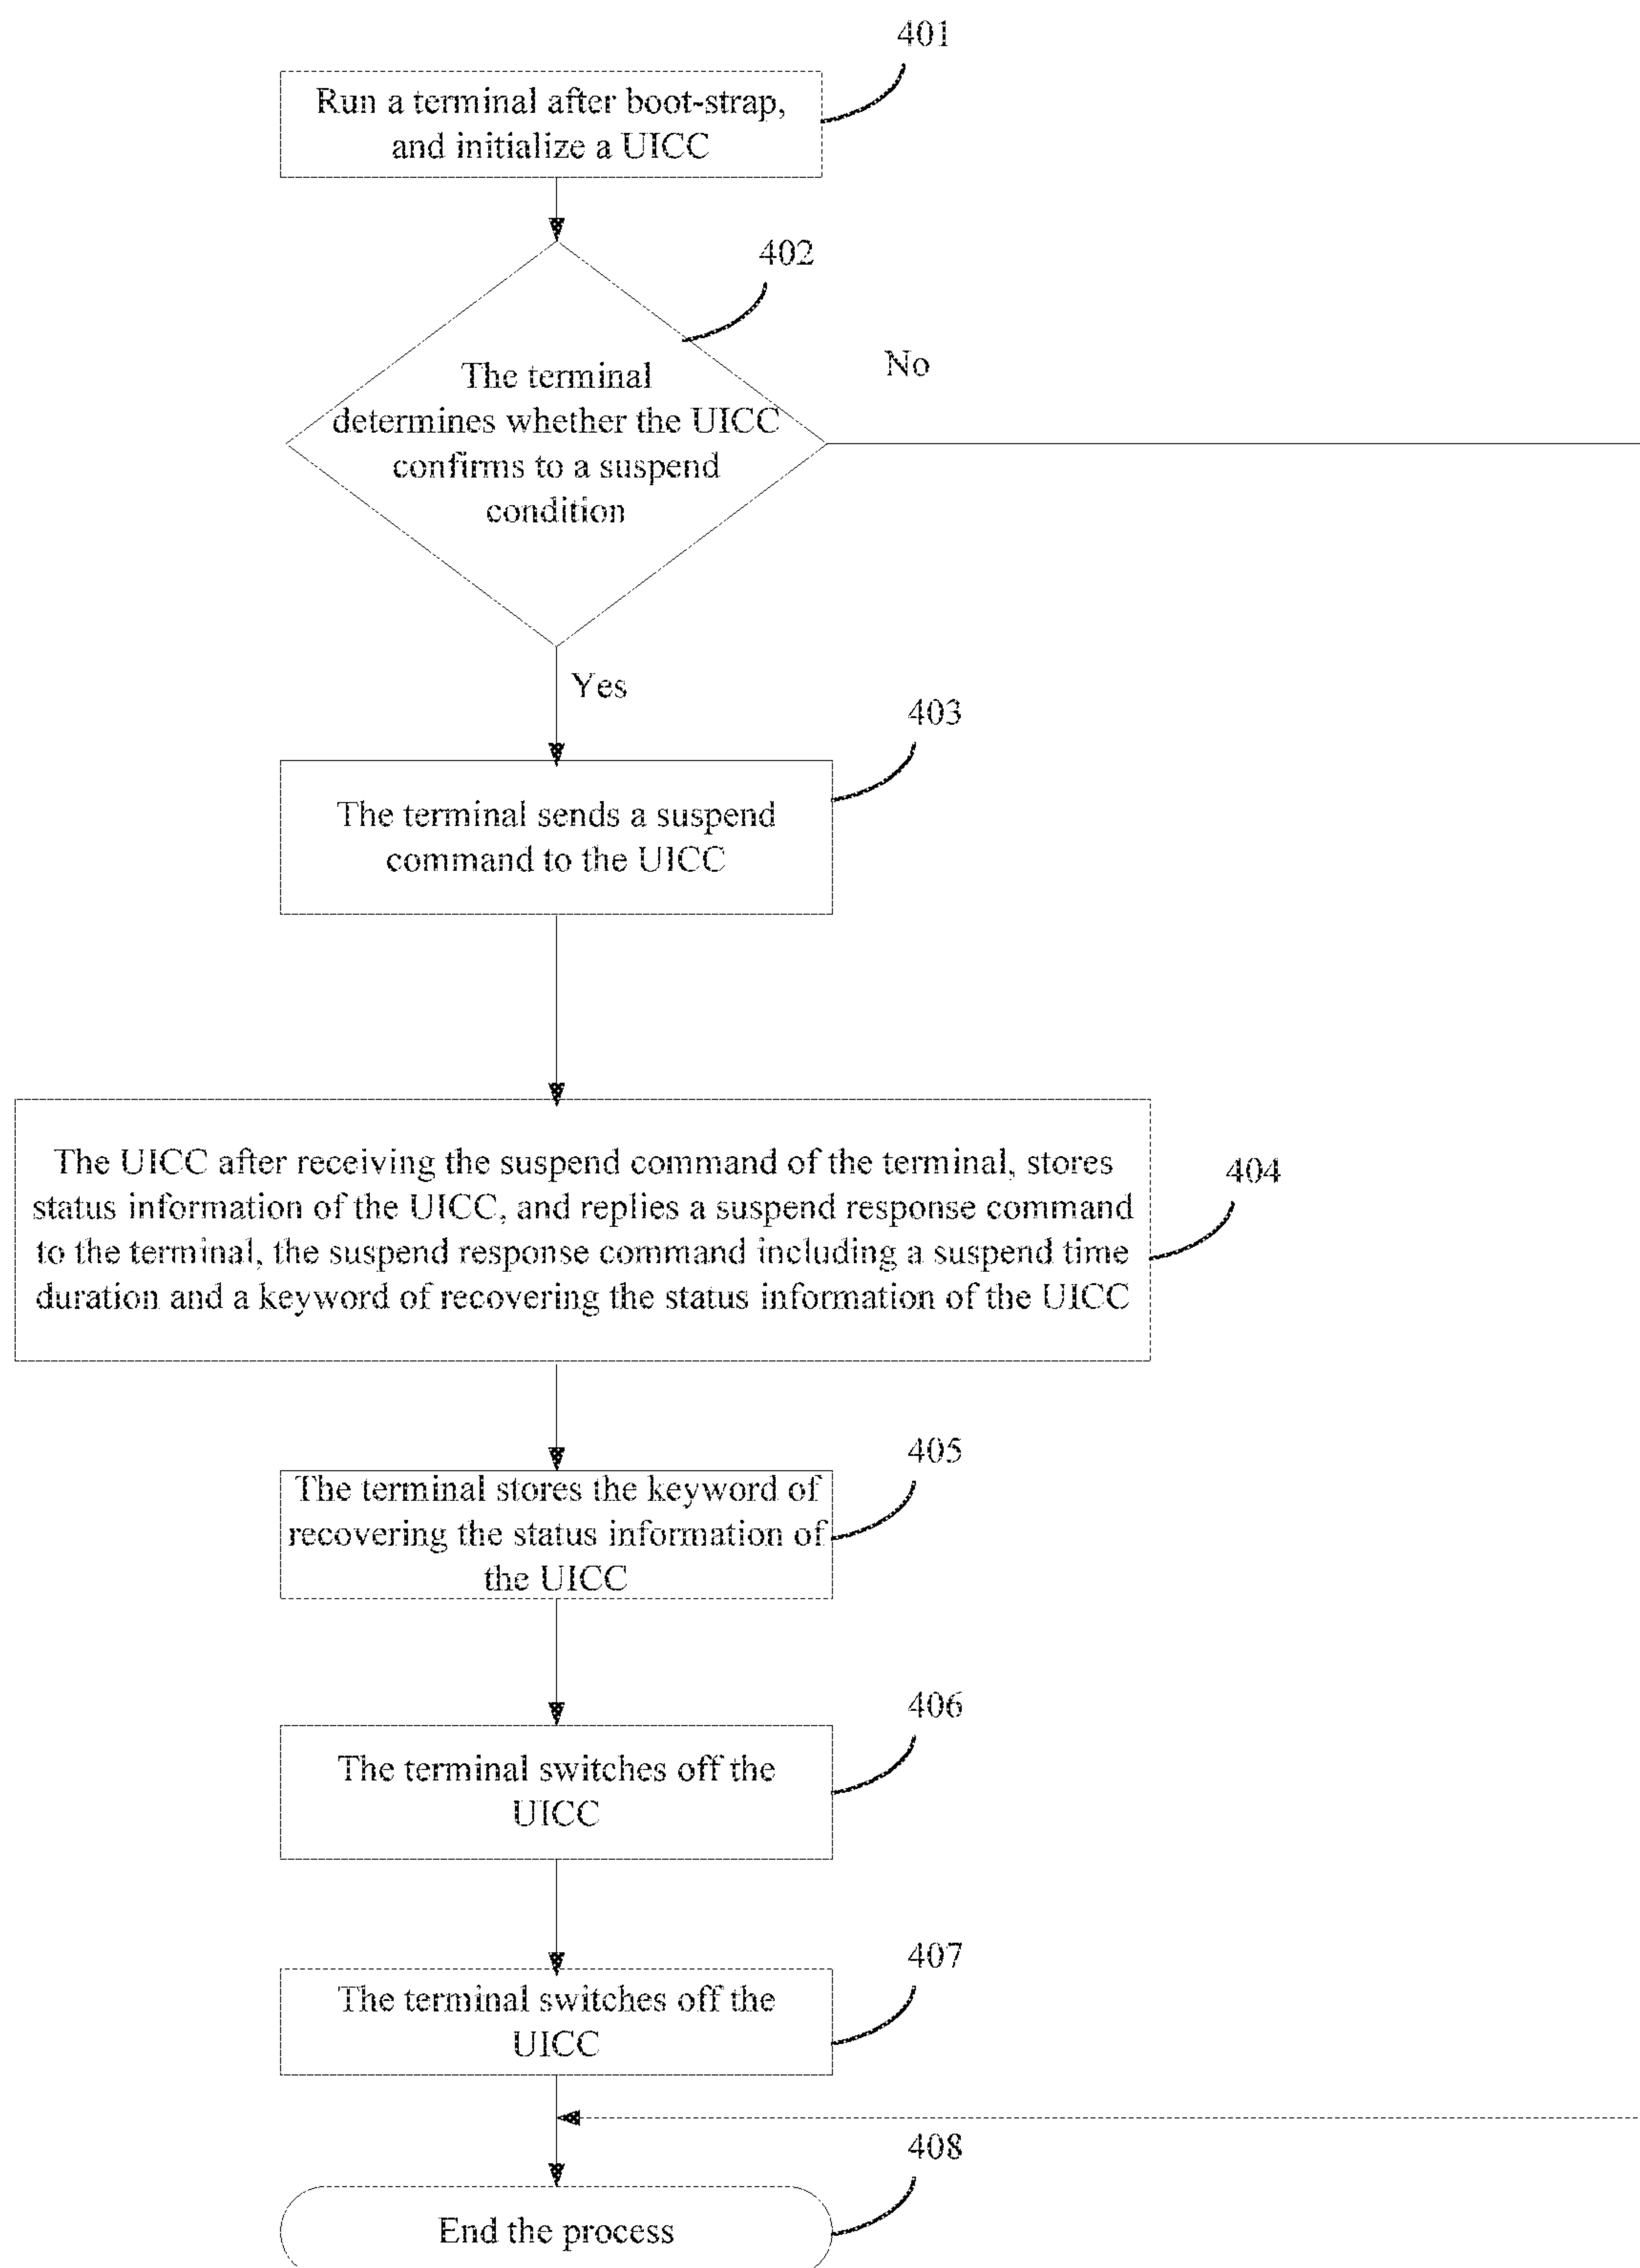 401
Run a terminal after boot-strap,
and initialize a UICC
402
No
The terminal
determines whether the UICC
confirms to a suspend
condition
Yes
403
The terminal sends a suspend
command to the UICC
404
The UICC after receiving the suspend command of the terminal, stores
status information of the UICC, and replies a suspend response command
to the terminal, the suspend response command including a suspend time
duration and a keyword of recovering the status information of the UICC
405
The terminal stores the keyword of
recovering the status information of
the UICC
406
The terminal switches off the
UICC
407
The terminal switches off the
UICC
408
End the process